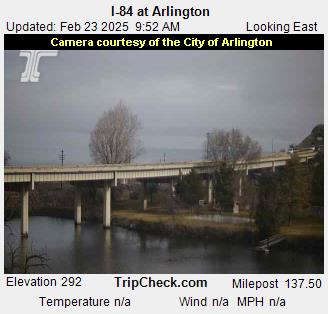 I-84 at Arlington
Updated: Feb 23 2025 9:52 AM Looking East
Camera courtesy of the City of Arlington
Elevation 292 TripCheck.com Milepost 137.50
Temperature n/a Wind n/a MPH n/a